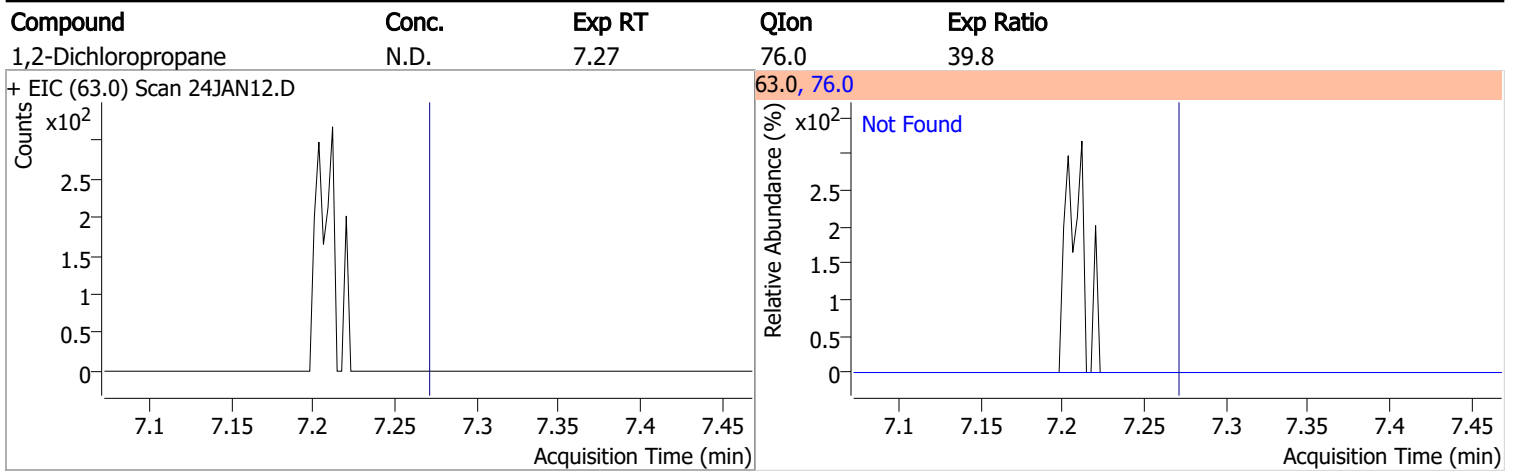 Compound Conc. Exp RT QIon Exp Ratio
1,2-Dichloropropane N.D. 7.27 76.0 39.8
+ EIC (63.0) Scan 24JAN12.D
Counts
x10²
2.5
2
1.5
1
0.5
0
7.1 7.15 7.2 7.25 7.3 7.35 7.4 7.45
Acquisition Time (min)
63.0, 76.0
Relative Abundance (%)
x10²
Not Found
2.5
2
1.5
1
0.5
0
7.1 7.15 7.2 7.25 7.3 7.35 7.4 7.45
Acquisition Time (min)